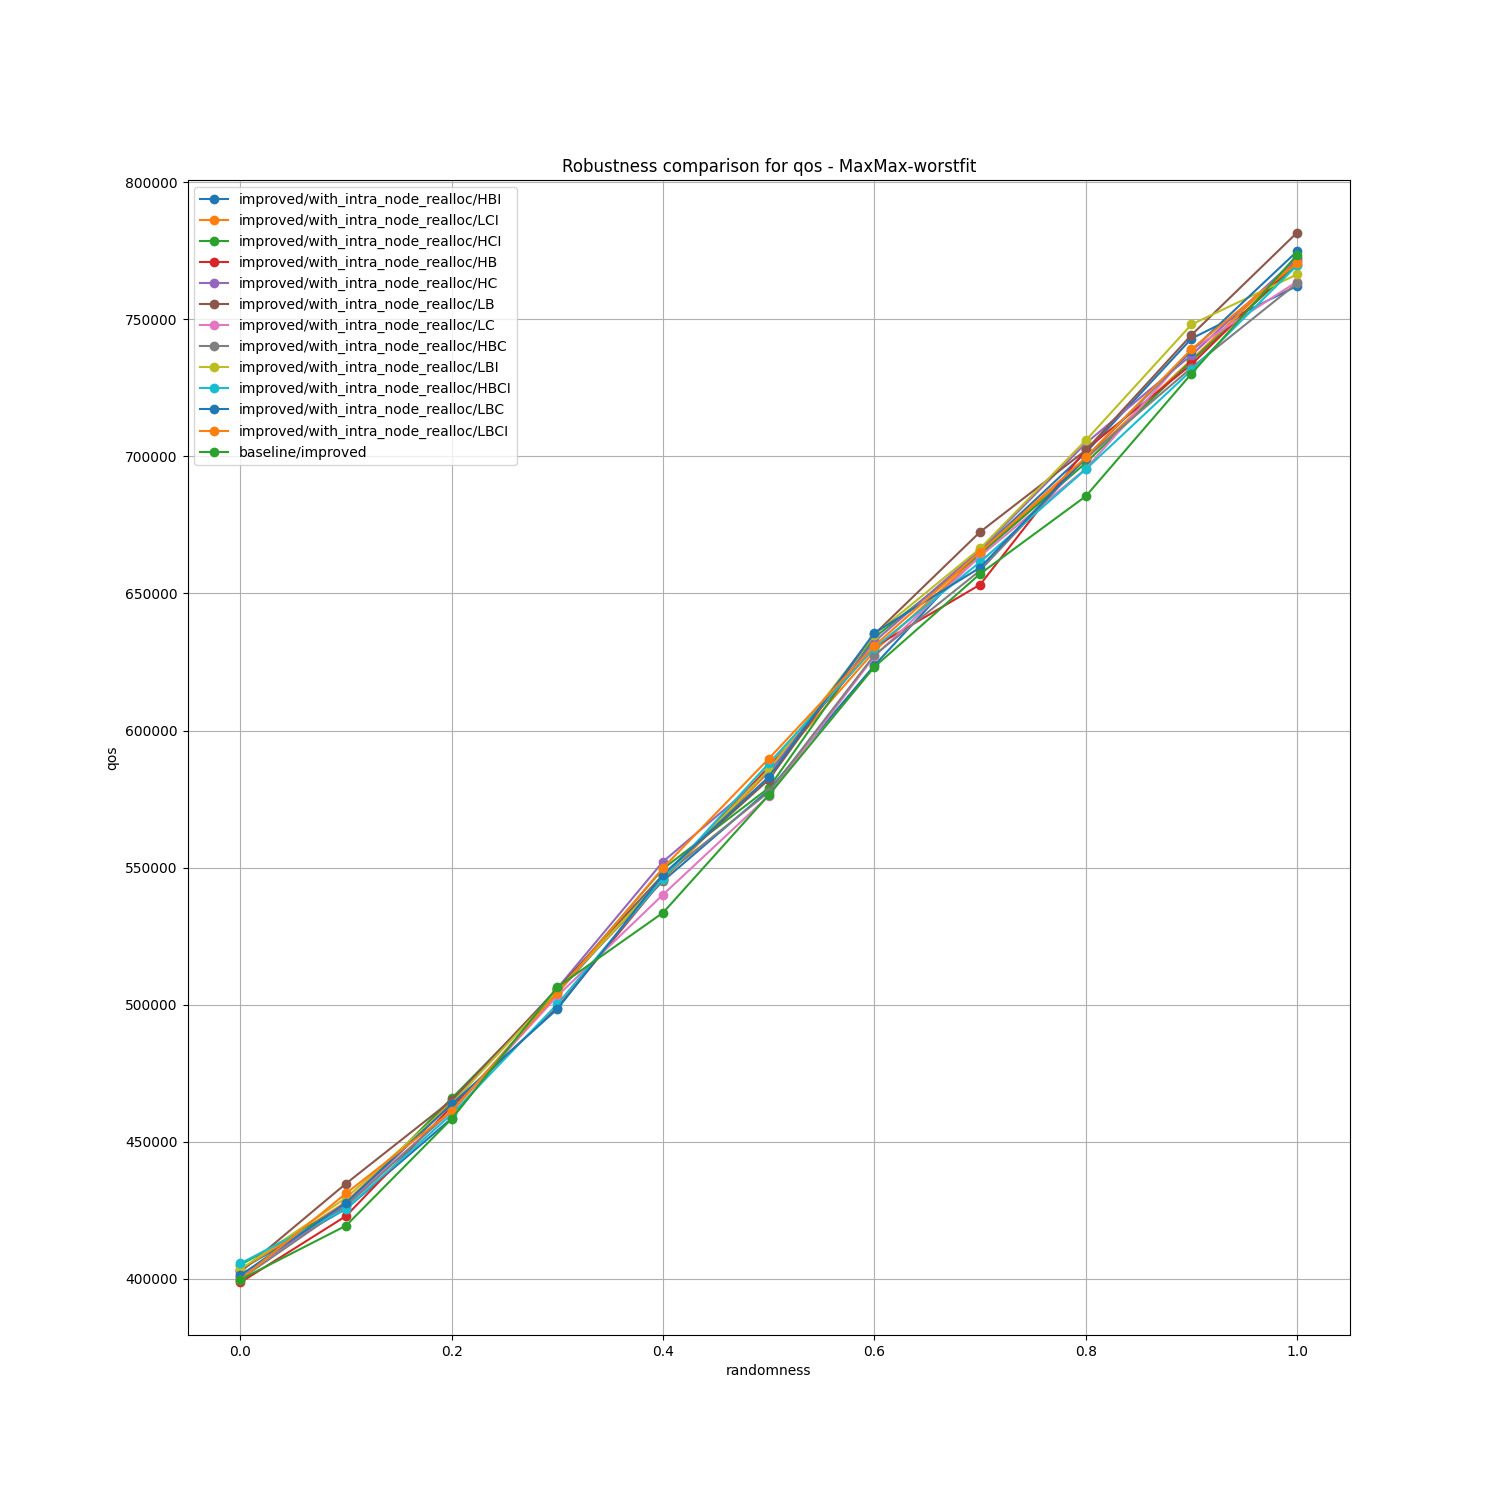 Robustness comparison for qos - MaxMax-worstfit
800000
750000
700000
650000
600000
550000
500000
450000
400000
qos
improved/with_intra_node_realloc/HBI
improved/with_intra_node_realloc/LCI
improved/with_intra_node_realloc/HCI
improved/with_intra_node_realloc/HB
improved/with_intra_node_realloc/HC
improved/with_intra_node_realloc/LB
improved/with_intra_node_realloc/LC
improved/with_intra_node_realloc/HBC
improved/with_intra_node_realloc/LBI
improved/with_intra_node_realloc/HBCI
improved/with_intra_node_realloc/LBC
improved/with_intra_node_realloc/LBCI
baseline/improved
0.0 0.2 0.4 0.6 0.8 1.0
randomness